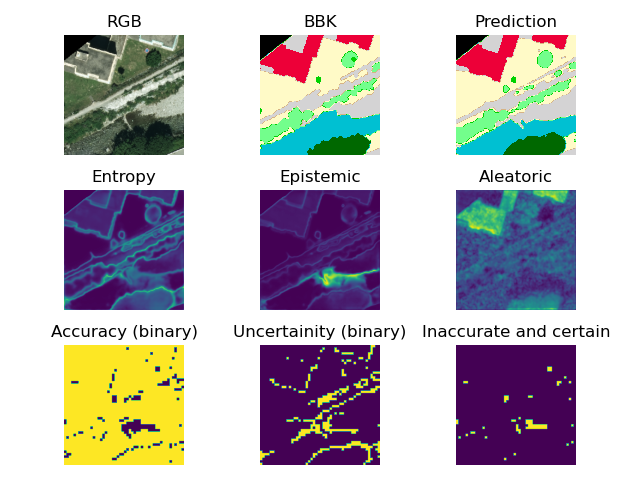 RGB
BBK
Prediction
Entropy
Epistemic
Aleatoric
Accuracy (binary)
Uncertainity (binary)
Inaccurate and certain